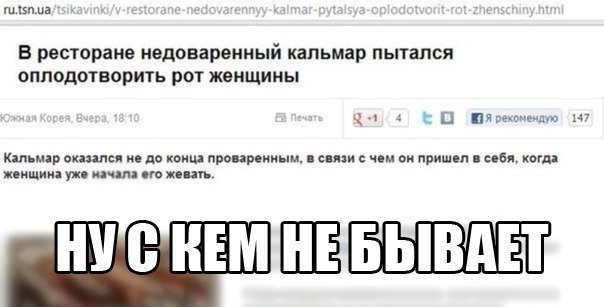 ru.tsn.ua/tsikavinki/v-restorane-nedovarennyy-kalmar-pytalsya-oplodotvorit-rot-zhenschiny.html
В ресторане недоваренный кальмар пытался
оплодотворить рот женщины
Южная Корея, Вчера, 18:10 Печать g +1 4 t B f Я рекомендую 147
Кальмар оказался не до конца проваренным, в связи с чем он пришел в себя, когда
женщина уже начала его жевать.
НУ С КЕМ НЕ БЫВАЕТ